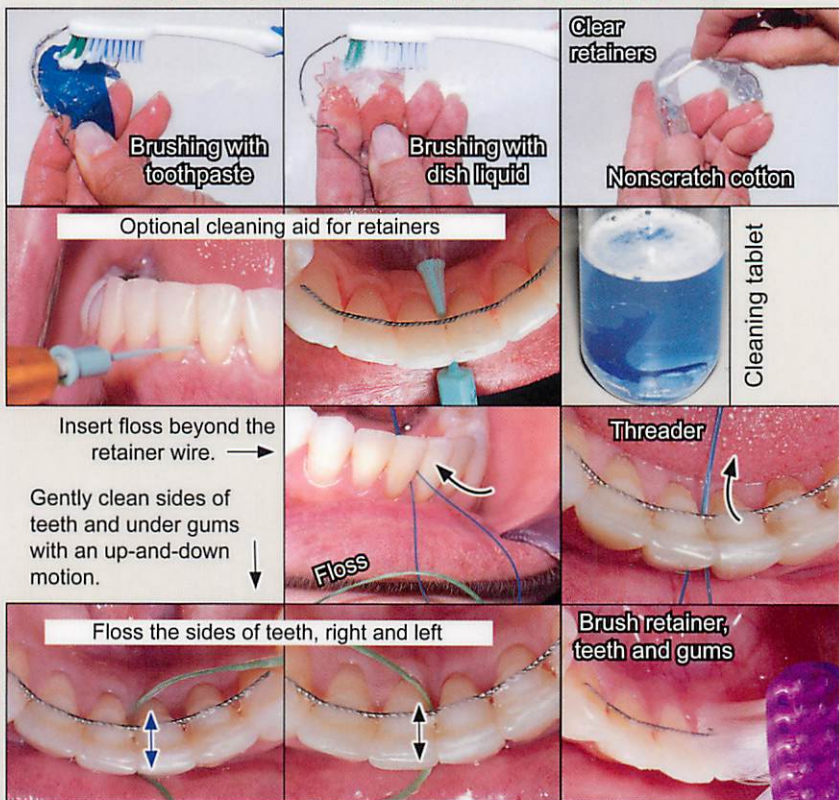 Brushing with
toothpaste
Brushing with
dish liquid
Clear
retainers
Nonscratch cotton
Optional cleaning aid for retainers
Cleaning tablet
Insert floss beyond the
retainer wire.
Gently clean sides of
teeth and under gums
with an up-and-down
motion.
Floss
Threader
Floss the sides of teeth, right and left
Brush retainer,
teeth and gums